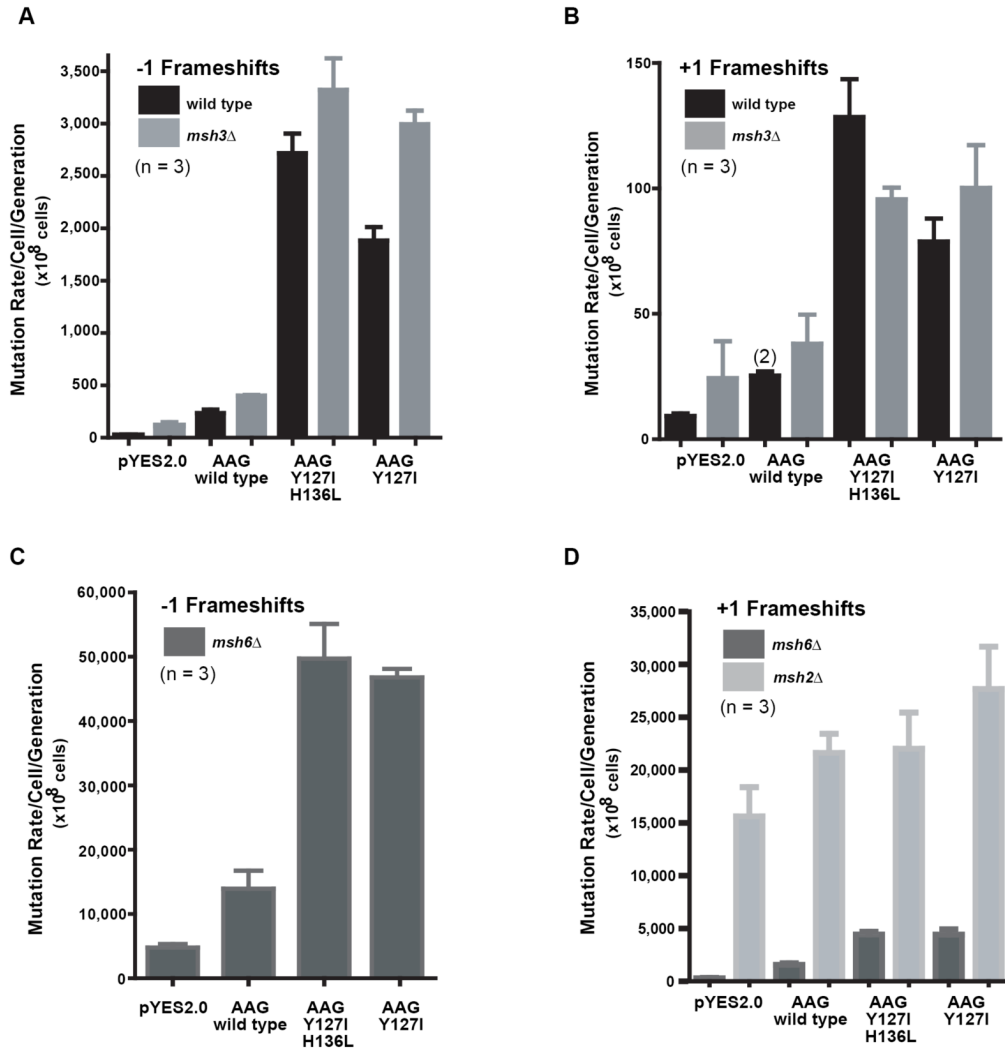 A
-1 Frameshifts
wild type
msh3Δ
(n = 3)
Mutation Rate/Cell/Generation
(x10⁸ cells)
3,500
3,000
2,500
2,000
1,500
1,000
500
0
pYES2.0
AAG
wild type
AAG
Y127I
H136L
AAG
Y127I
B
+1 Frameshifts
wild type
msh3Δ
(n = 3)
Mutation Rate/Cell/Generation
(x10⁸ cells)
150
100
50
0
(2)
pYES2.0
AAG
wild type
AAG
Y127I
H136L
AAG
Y127I
C
-1 Frameshifts
msh6Δ
(n = 3)
Mutation Rate/Cell/Generation
(x10⁸ cells)
60,000
50,000
40,000
30,000
20,000
10,000
0
pYES2.0
AAG
wild type
AAG
Y127I
H136L
AAG
Y127I
D
+1 Frameshifts
msh6Δ
msh2Δ
(n = 3)
Mutation Rate/Cell/Generation
(x10⁸ cells)
35,000
30,000
25,000
20,000
15,000
10,000
5,000
0
pYES2.0
AAG
wild type
AAG
Y127I
H136L
AAG
Y127I